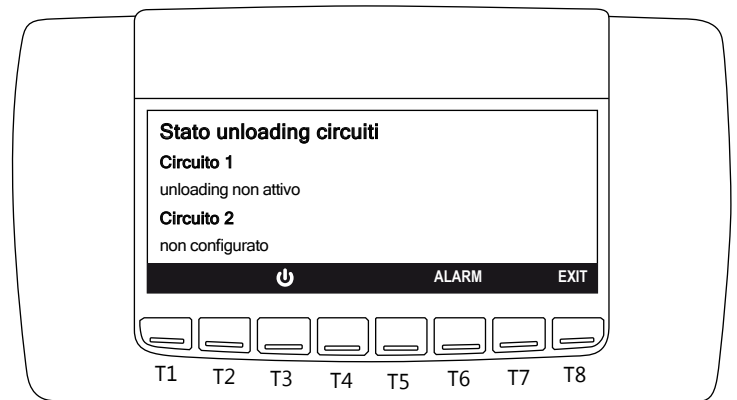 Stato unloading circuiti
Circuito 1
unloading non attivo
Circuito 2
non configurato
ALARM EXIT
T1 T2 T3 T4 T5 T6 T7 T8